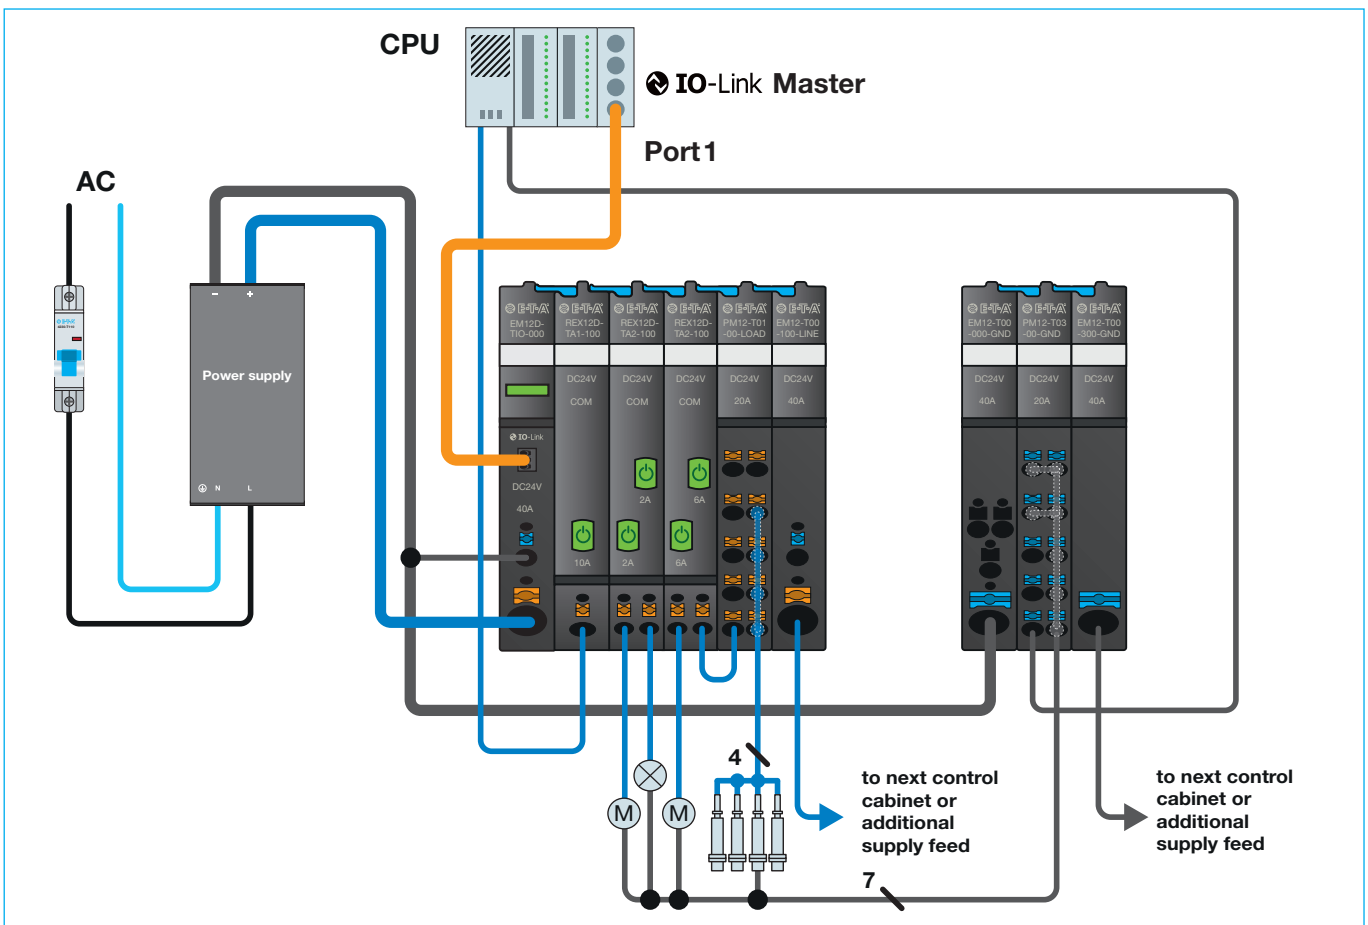 CPU
IO-Link Master
Port 1
AC
E-T-A
4230-T110
- +
Power supply
N L
E-T-A E-T-A E-T-A E-T-A E-T-A E-T-A
EM12D- REX12D- REX12D- REX12D- PM12-T01 EM12-T00
TIO-000 TA1-100 TA2-100 TA2-100 -00-LOAD -100-LINE
DC24V DC24V DC24V DC24V DC24V
COM COM COM 20A 40A
IO-Link
DC24V
40A
2A 6A
10A 2A 6A
E-T-A E-T-A E-T-A
EM12-T00 PM12-T03 EM12-T00
-000-GND -00-GND -300-GND
DC24V DC24V DC24V
40A 20A 40A
4
M M
to next control
cabinet or
additional
supply feed
to next control
cabinet or
additional
supply feed
7